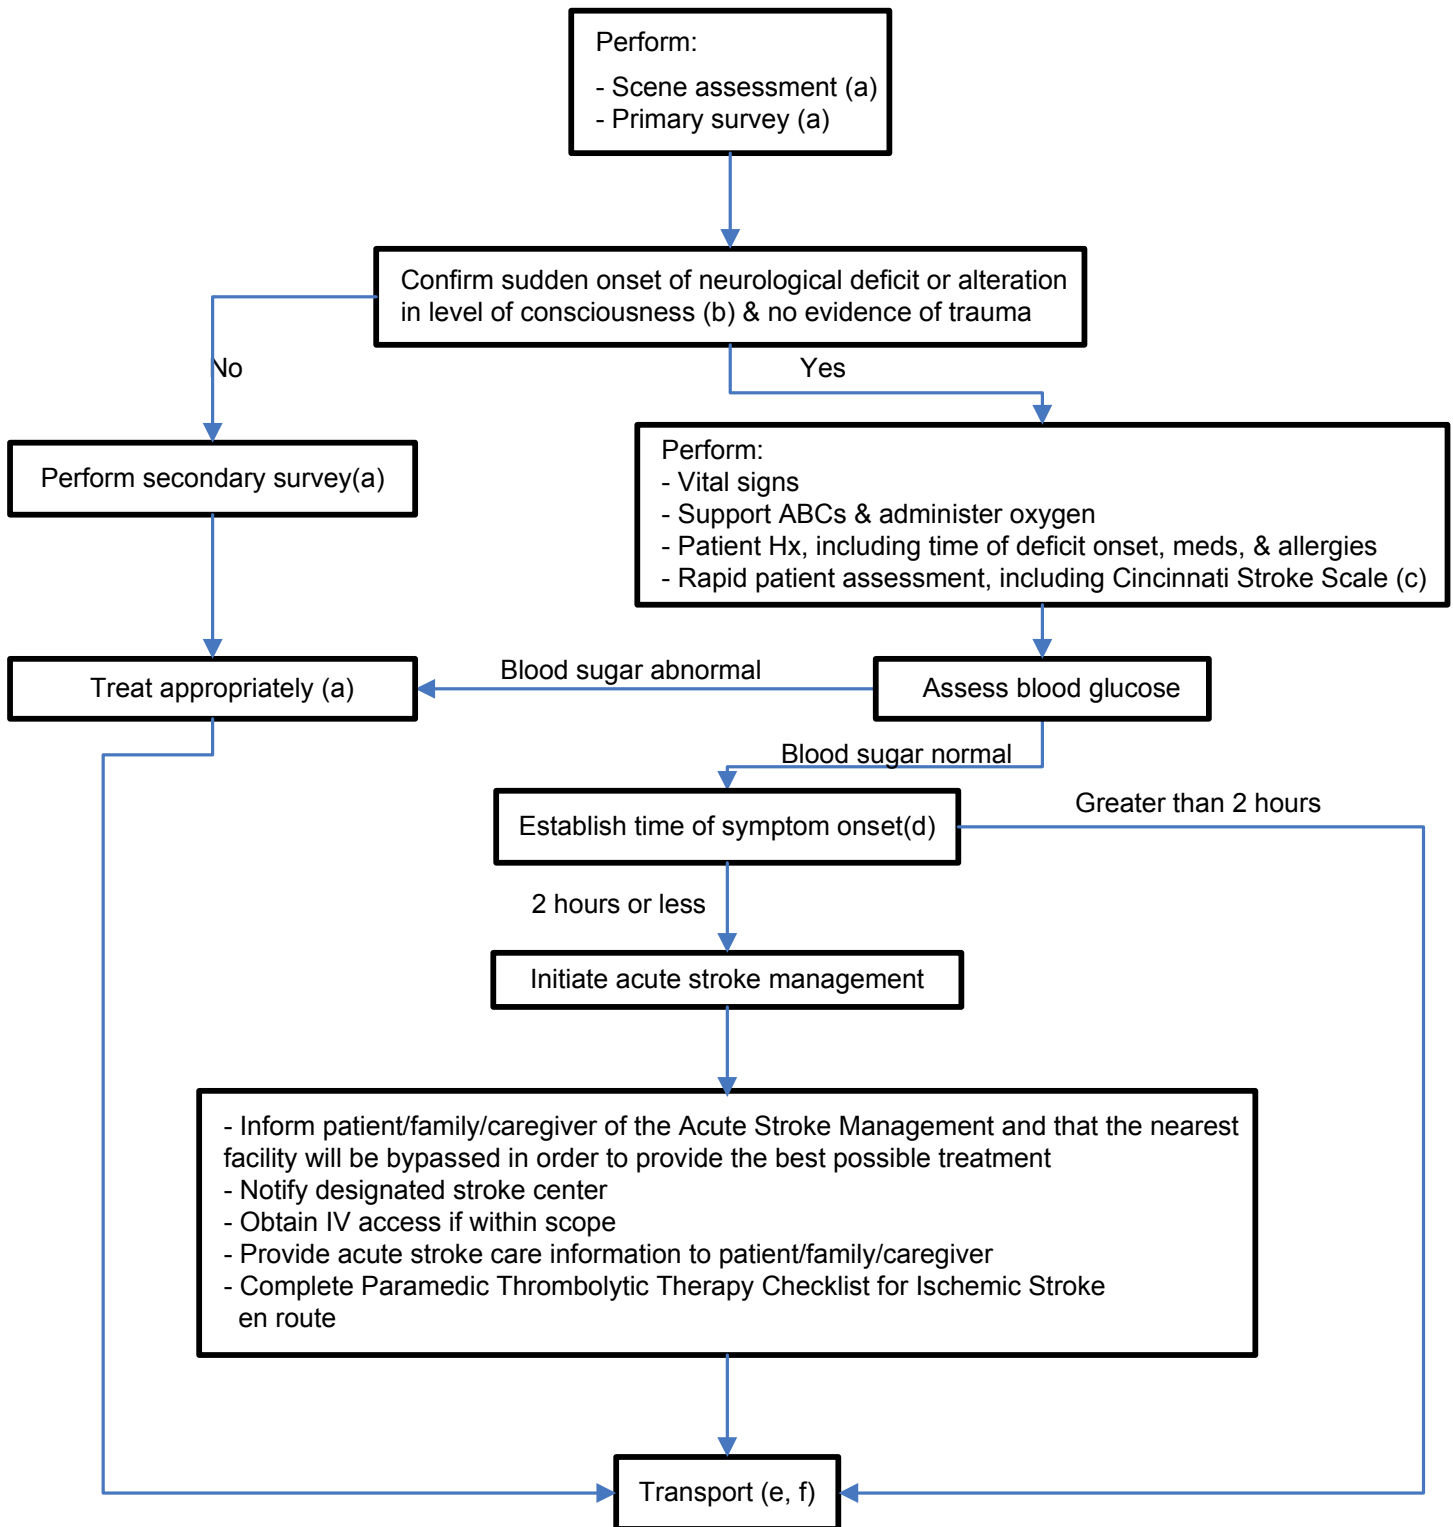 Perform:
- Scene assessment (a)
- Primary survey (a)
Confirm sudden onset of neurological deficit or alteration
in level of consciousness (b) & no evidence of trauma
No
Yes
Perform secondary survey(a)
Perform:
- Vital signs
- Support ABCs & administer oxygen
- Patient Hx, including time of deficit onset, meds, & allergies
- Rapid patient assessment, including Cincinnati Stroke Scale (c)
Treat appropriately (a)
Blood sugar abnormal
Assess blood glucose
Blood sugar normal
Establish time of symptom onset(d)
Greater than 2 hours
2 hours or less
Initiate acute stroke management
- Inform patient/family/caregiver of the Acute Stroke Management and that the nearest
facility will be bypassed in order to provide the best possible treatment
- Notify designated stroke center
- Obtain IV access if within scope
- Provide acute stroke care information to patient/family/caregiver
- Complete Paramedic Thrombolytic Therapy Checklist for Ischemic Stroke
en route
Transport (e, f)